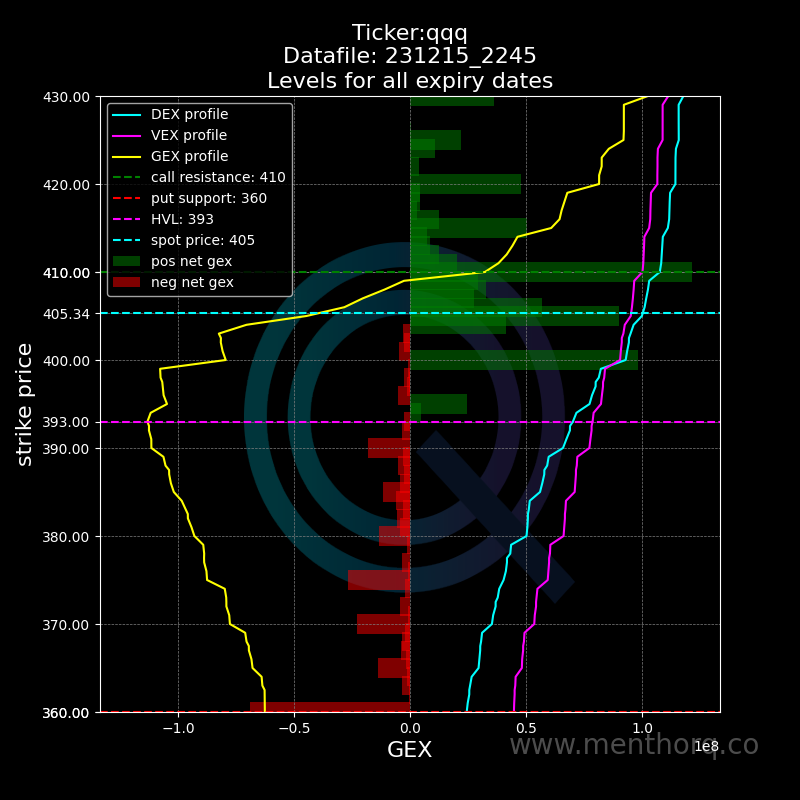 Ticker:qqq
Datafile: 231215_2245
Levels for all expiry dates
DEX profile
VEX profile
GEX profile
call resistance: 410
put support: 360
HVL: 393
spot price: 405
pos net gex
neg net gex
430.00
420.00
410.00
405.34
400.00
393.00
390.00
380.00
370.00
360.00
strike price
−1.0
−0.5
0.0
0.5
1.0
1e8
GEX
www.menthorq.co